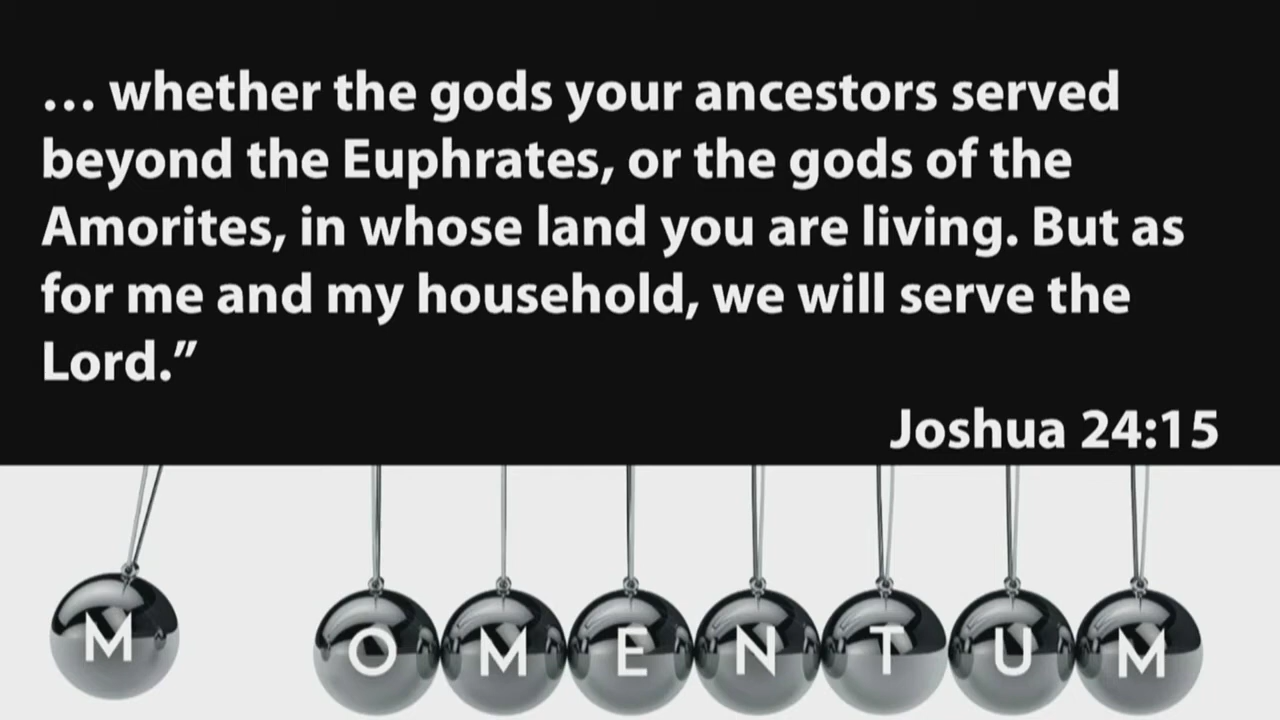 … whether the gods your ancestors served
beyond the Euphrates, or the gods of the
Amorites, in whose land you are living. But as
for me and my household, we will serve the
Lord.”
Joshua 24:15
M OMENTUM